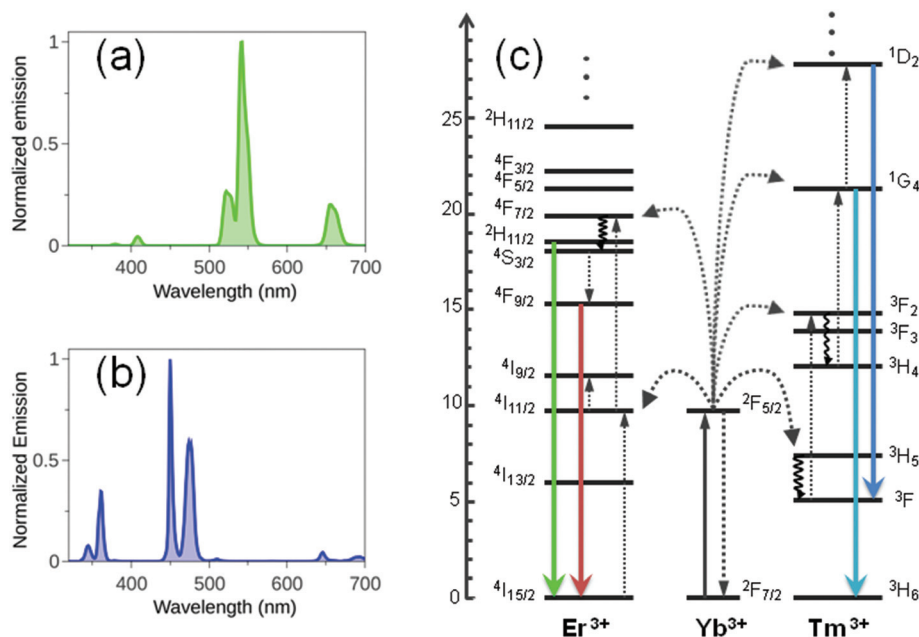 (a)
Normalized emission
1
0.5
0.25
0
400 500 600 700
Wavelength (nm)
(b)
Normalized Emission
1
0.5
0
400 500 600 700
Wavelength (nm)
(c)
25
20
15
10
5
0
²H₁₁/₂
⁴F₃/₂
⁴F₅/₂
⁴F₇/₂
²H₁₁/₂
⁴S₃/₂
⁴F₉/₂
⁴I₉/₂
⁴I₁₁/₂
⁴I₁₃/₂
⁴I₁₅/₂
Er³⁺
²F₅/₂
²F₇/₂
Yb³⁺
¹D₂
¹G₄
³F₂
³F₃
³H₄
³H₅
³F
³H₆
Tm³⁺